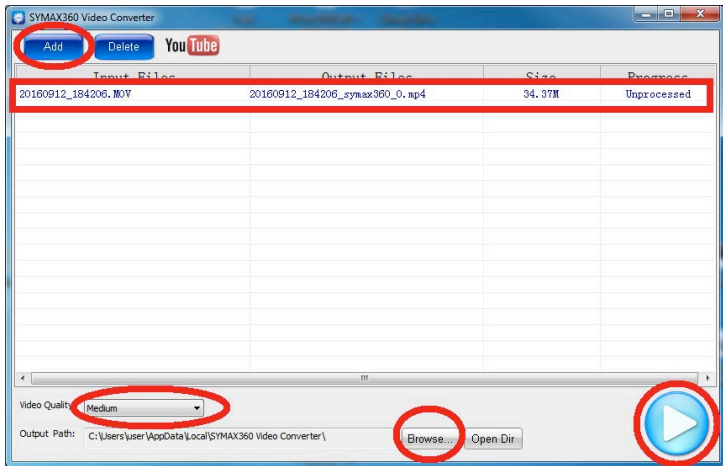 SYMAX360 Video Converter
Add Delete YouTube
Input Files Output Files Size Progress
20160912_184206.MOV 20160912_184206_symax360_0.mp4 34.37M Unprocessed
Video Quality Medium
Output Path: C:\Users\user\AppData\Local\SYMAX360 Video Converter\ Browse... Open Dir